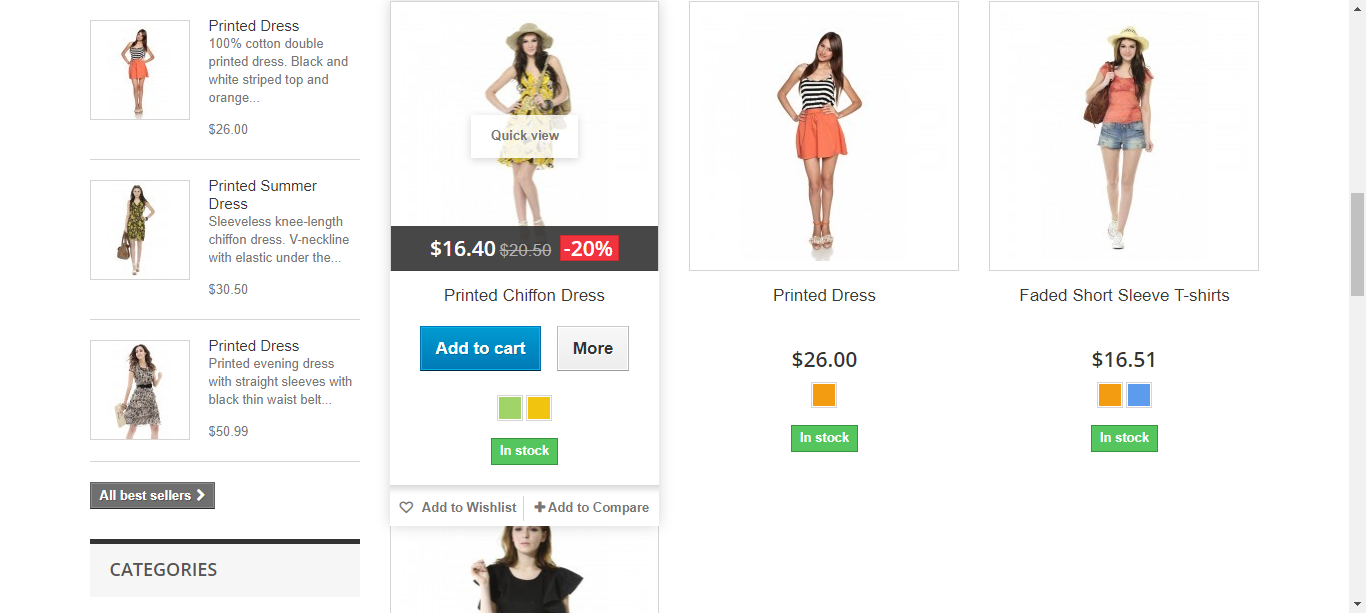 Printed Dress
100% cotton double
printed dress. Black and
white striped top and
orange...
$26.00
Printed Summer
Dress
Sleeveless knee-length
chiffon dress. V-neckline
with elastic under the...
$30.50
Printed Dress
Printed evening dress
with straight sleeves with
black thin waist belt...
$50.99
All best sellers
CATEGORIES
Quick view
$16.40 $20.50 -20%
Printed Chiffon Dress
Add to cart More
In stock
Add to Wishlist Add to Compare
Printed Dress
$26.00
In stock
Faded Short Sleeve T-shirts
$16.51
In stock